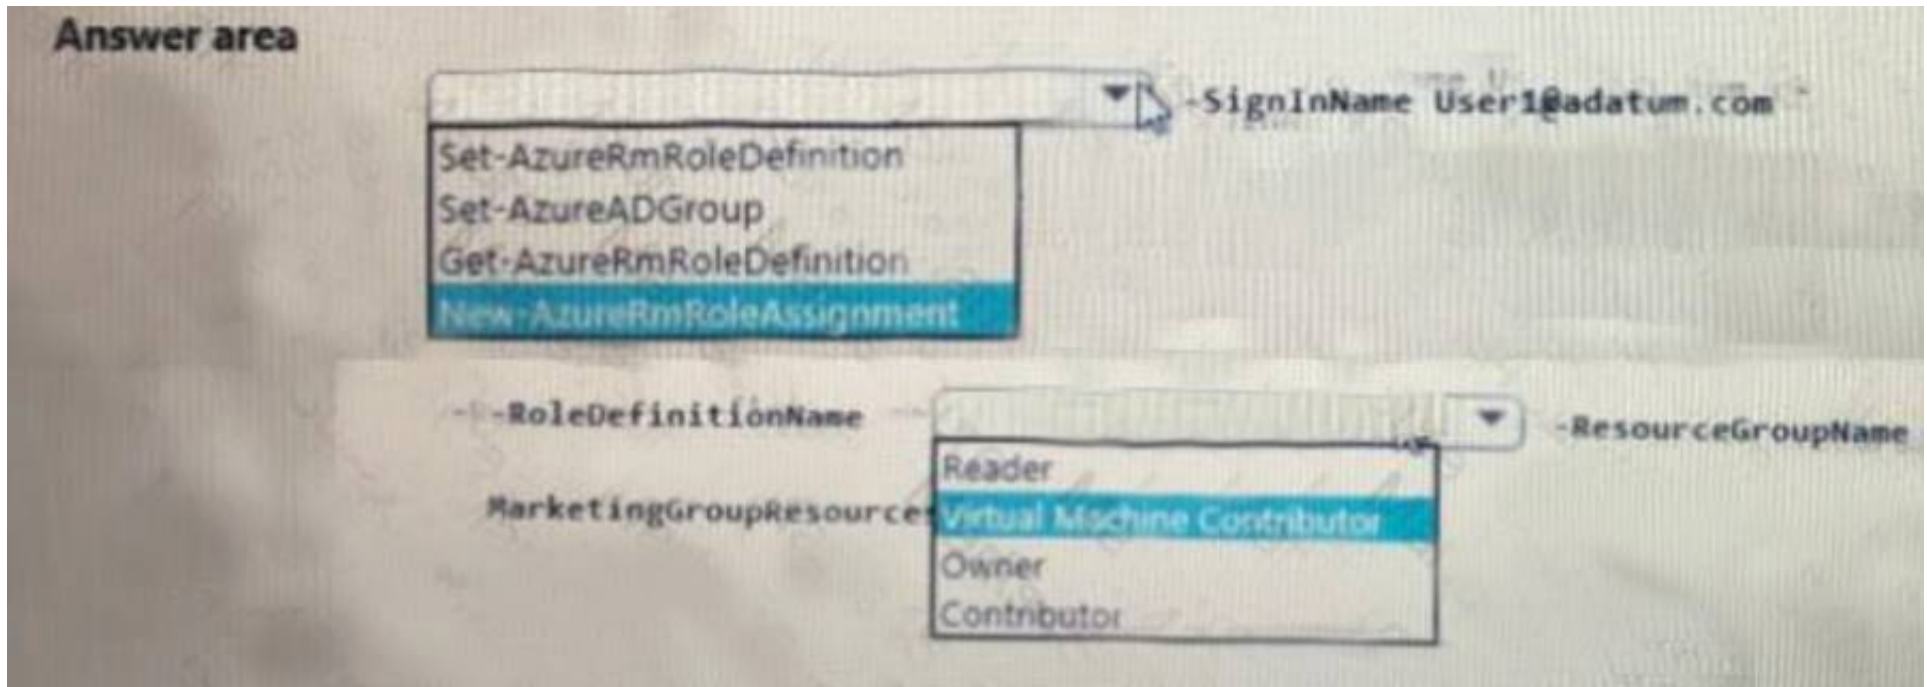 Answer area
-SignInName User1@adatum.com
Set-AzureRmRoleDefinition
Set-AzureADGroup
Get-AzureRmRoleDefinition
New-AzureRmRoleAssignment
-RoleDefinitionName
-ResourceGroupName
Reader
MarketingGroupResources
Virtual Machine Contributor
Owner
Contributor